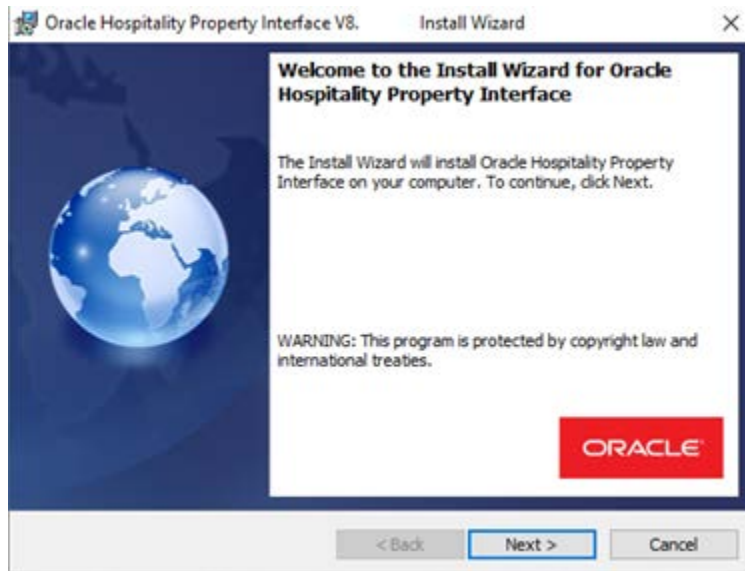 Oracle Hospitality Property Interface V8. Install Wizard
Welcome to the Install Wizard for Oracle
Hospitality Property Interface
The Install Wizard will install Oracle Hospitality Property
Interface on your computer. To continue, click Next.
WARNING: This program is protected by copyright law and
international treaties.
ORACLE
< Back Next > Cancel